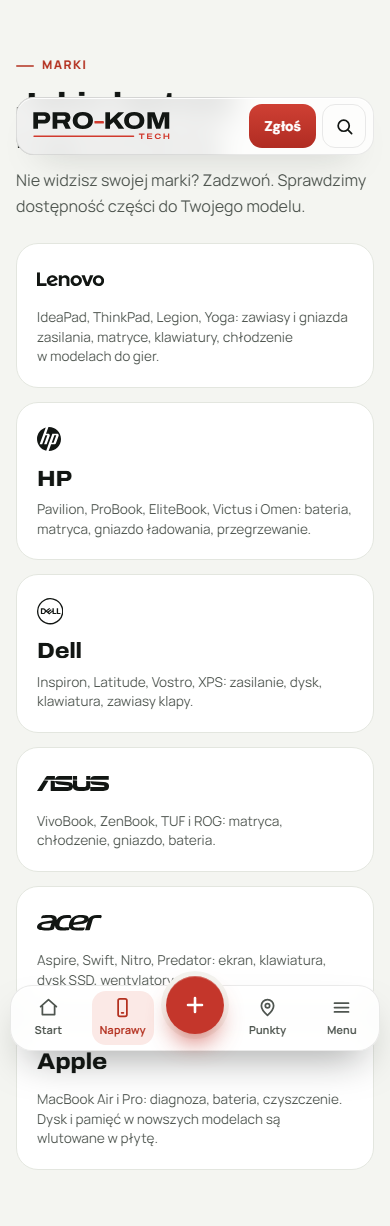 MARKI
PRO-KOM
TECH
Zgłoś
Nie widzisz swojej marki? Zadzwoń. Sprawdzimy
dostępność części do Twojego modelu.
Lenovo
IdeaPad, ThinkPad, Legion, Yoga: zawiasy i gniazda
zasilania, matryce, klawiatury, chłodzenie
w modelach do gier.
hp
HP
Pavilion, ProBook, EliteBook, Victus i Omen: bateria,
matryca, gniazdo ładowania, przegrzewanie.
DELL
Dell
Inspiron, Latitude, Vostro, XPS: zasilanie, dysk,
klawiatura, zawiasy klapy.
ASUS
VivoBook, ZenBook, TUF i ROG: matryca,
chłodzenie, gniazdo, bateria.
acer
Aspire, Swift, Nitro, Predator: ekran, klawiatura,
dysk SSD, wentylatory
Start
Naprawy
Punkty
Menu
Apple
MacBook Air i Pro: diagnoza, bateria, czyszczenie.
Dysk i pamięć w nowszych modelach są
wlutowane w płytę.